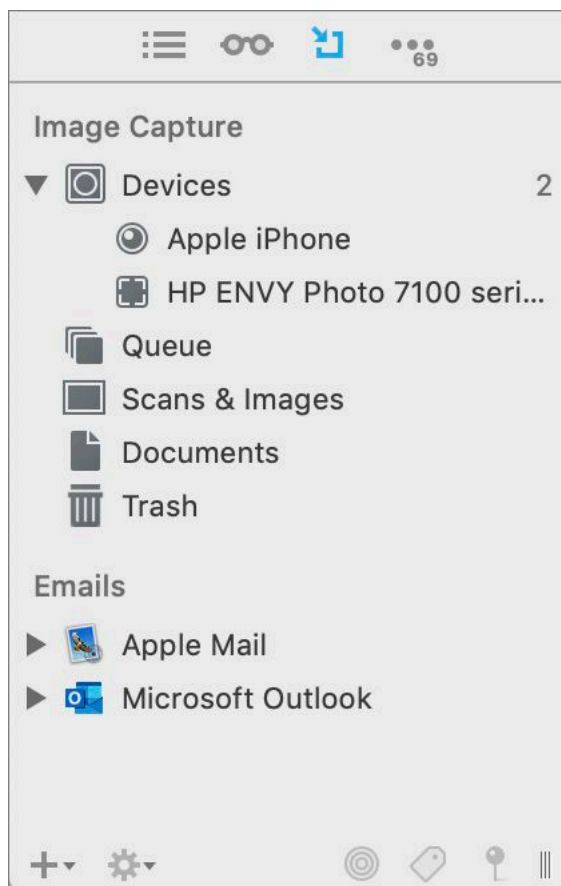 69
Image Capture
Devices 2
Apple iPhone
HP ENVY Photo 7100 seri...
Queue
Scans & Images
Documents
Trash
Emails
Apple Mail
Microsoft Outlook